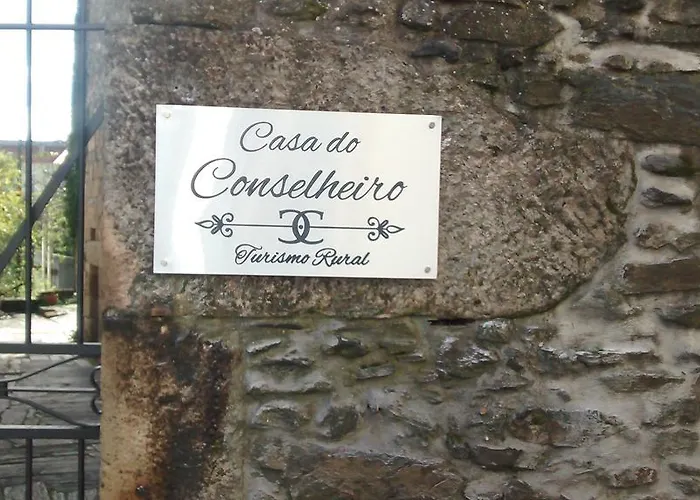 Casa do
Conselheiro
CC
Turismo Rural